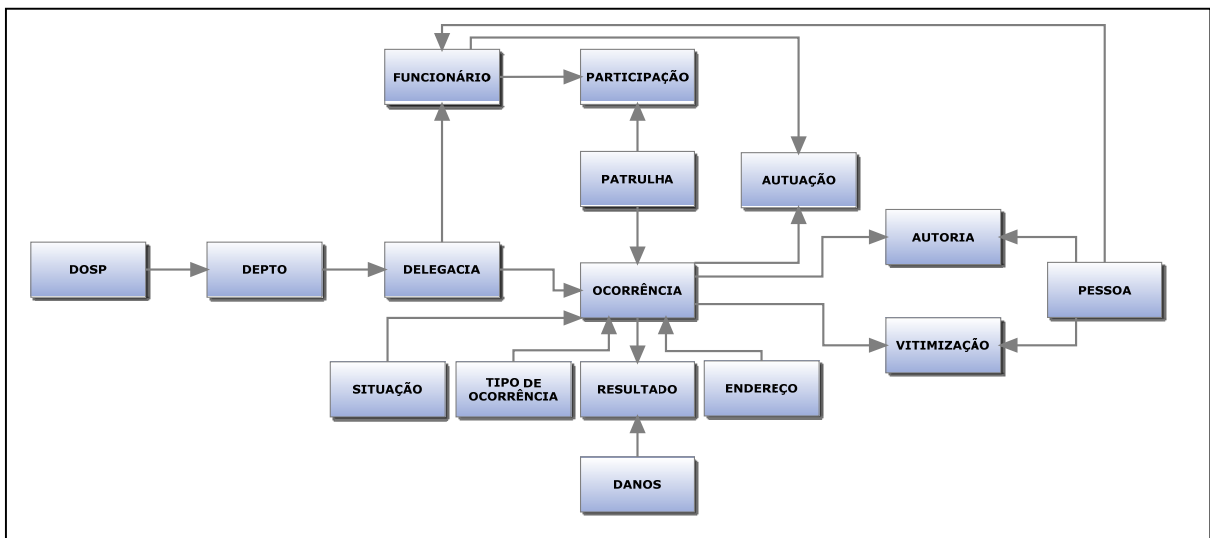 FUNCIONÁRIO
PARTICIPAÇÃO
PATRULHA
AUTUAÇÃO
AUTORIA
DOSP
DEPTO
DELEGACIA
OCORRÊNCIA
PESSOA
VITIMIZAÇÃO
SITUAÇÃO
TIPO DE
OCORRÊNCIA
RESULTADO
ENDEREÇO
DANOS